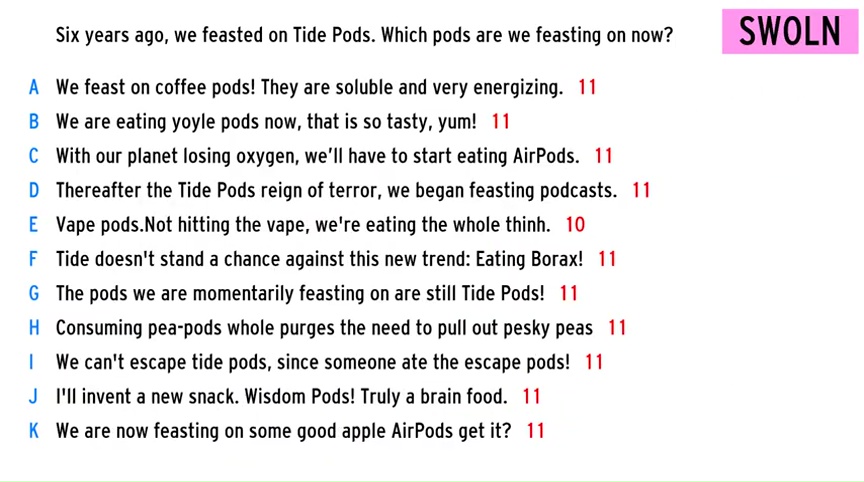 Six years ago, we feasted on Tide Pods. Which pods are we feasting on now?
SWOLN
A We feast on coffee pods! They are soluble and very energizing. 11
B We are eating yoyle pods now, that is so tasty, yum! 11
C With our planet losing oxygen, we'll have to start eating AirPods. 11
D Thereafter the Tide Pods reign of terror, we began feasting podcasts. 11
E Vape pods.Not hitting the vape, we're eating the whole thinh. 10
F Tide doesn't stand a chance against this new trend: Eating Borax! 11
G The pods we are momentarily feasting on are still Tide Pods! 11
H Consuming pea-pods whole purges the need to pull out pesky peas 11
I We can't escape tide pods, since someone ate the escape pods! 11
J I'll invent a new snack. Wisdom Pods! Truly a brain food. 11
K We are now feasting on some good apple AirPods get it? 11